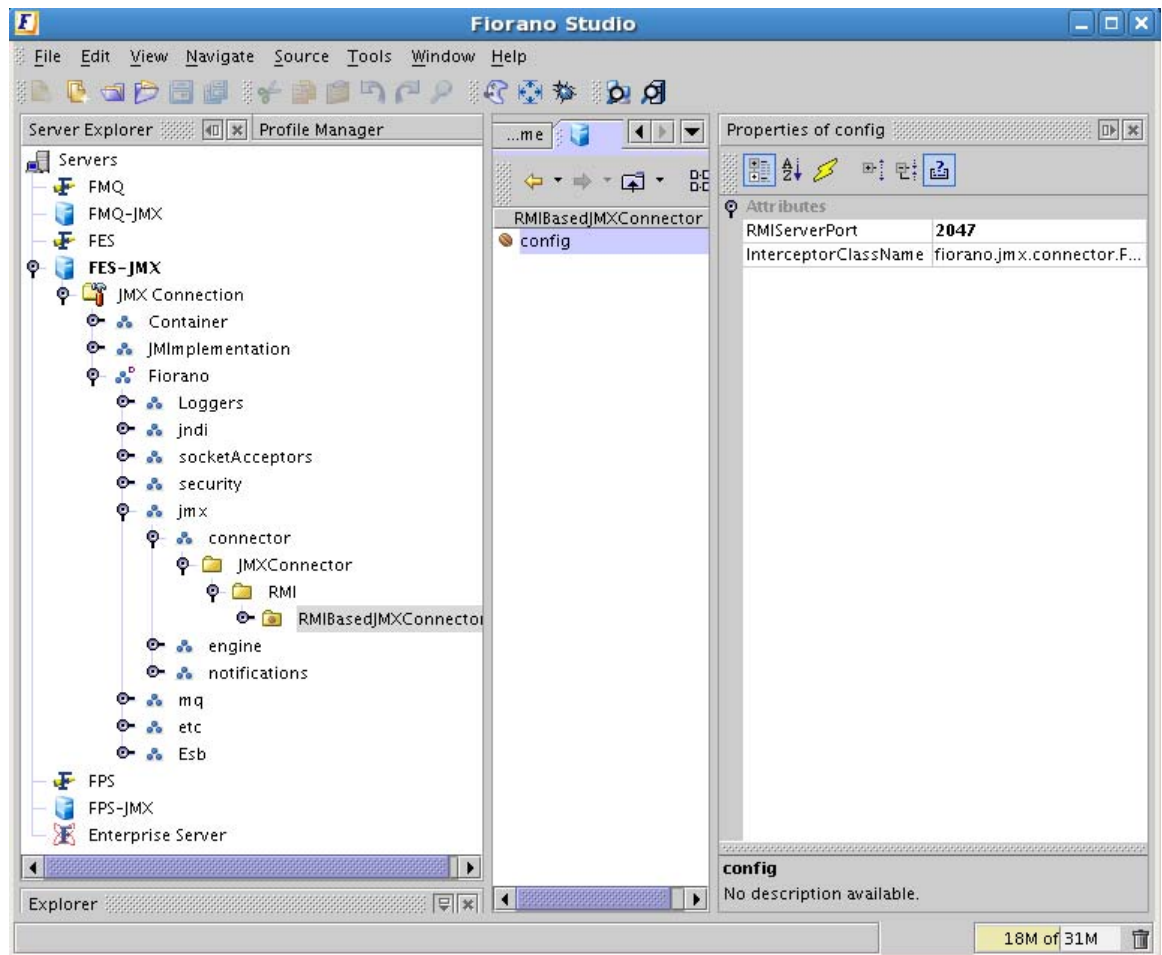 Fiorano Studio
File Edit View Navigate Source Tools Window Help
Server Explorer
Profile Manager
Servers
FMQ
FMQ-JMX
FES
FES-JMX
JMX Connection
Container
JMImplementation
Fiorano
Loggers
jndi
socketAcceptors
security
jmx
connector
JMXConnector
RMI
RMIBasedJMXConnector
engine
notifications
mq
etc
Esb
FPS
FPS-JMX
Enterprise Server
Explorer
...me
RMIBasedJMXConnector
config
Properties of config
Attributes
RMIServerPort 2047
InterceptorClassName fiorano.jmx.connector.F...
config
No description available.
18M of 31M